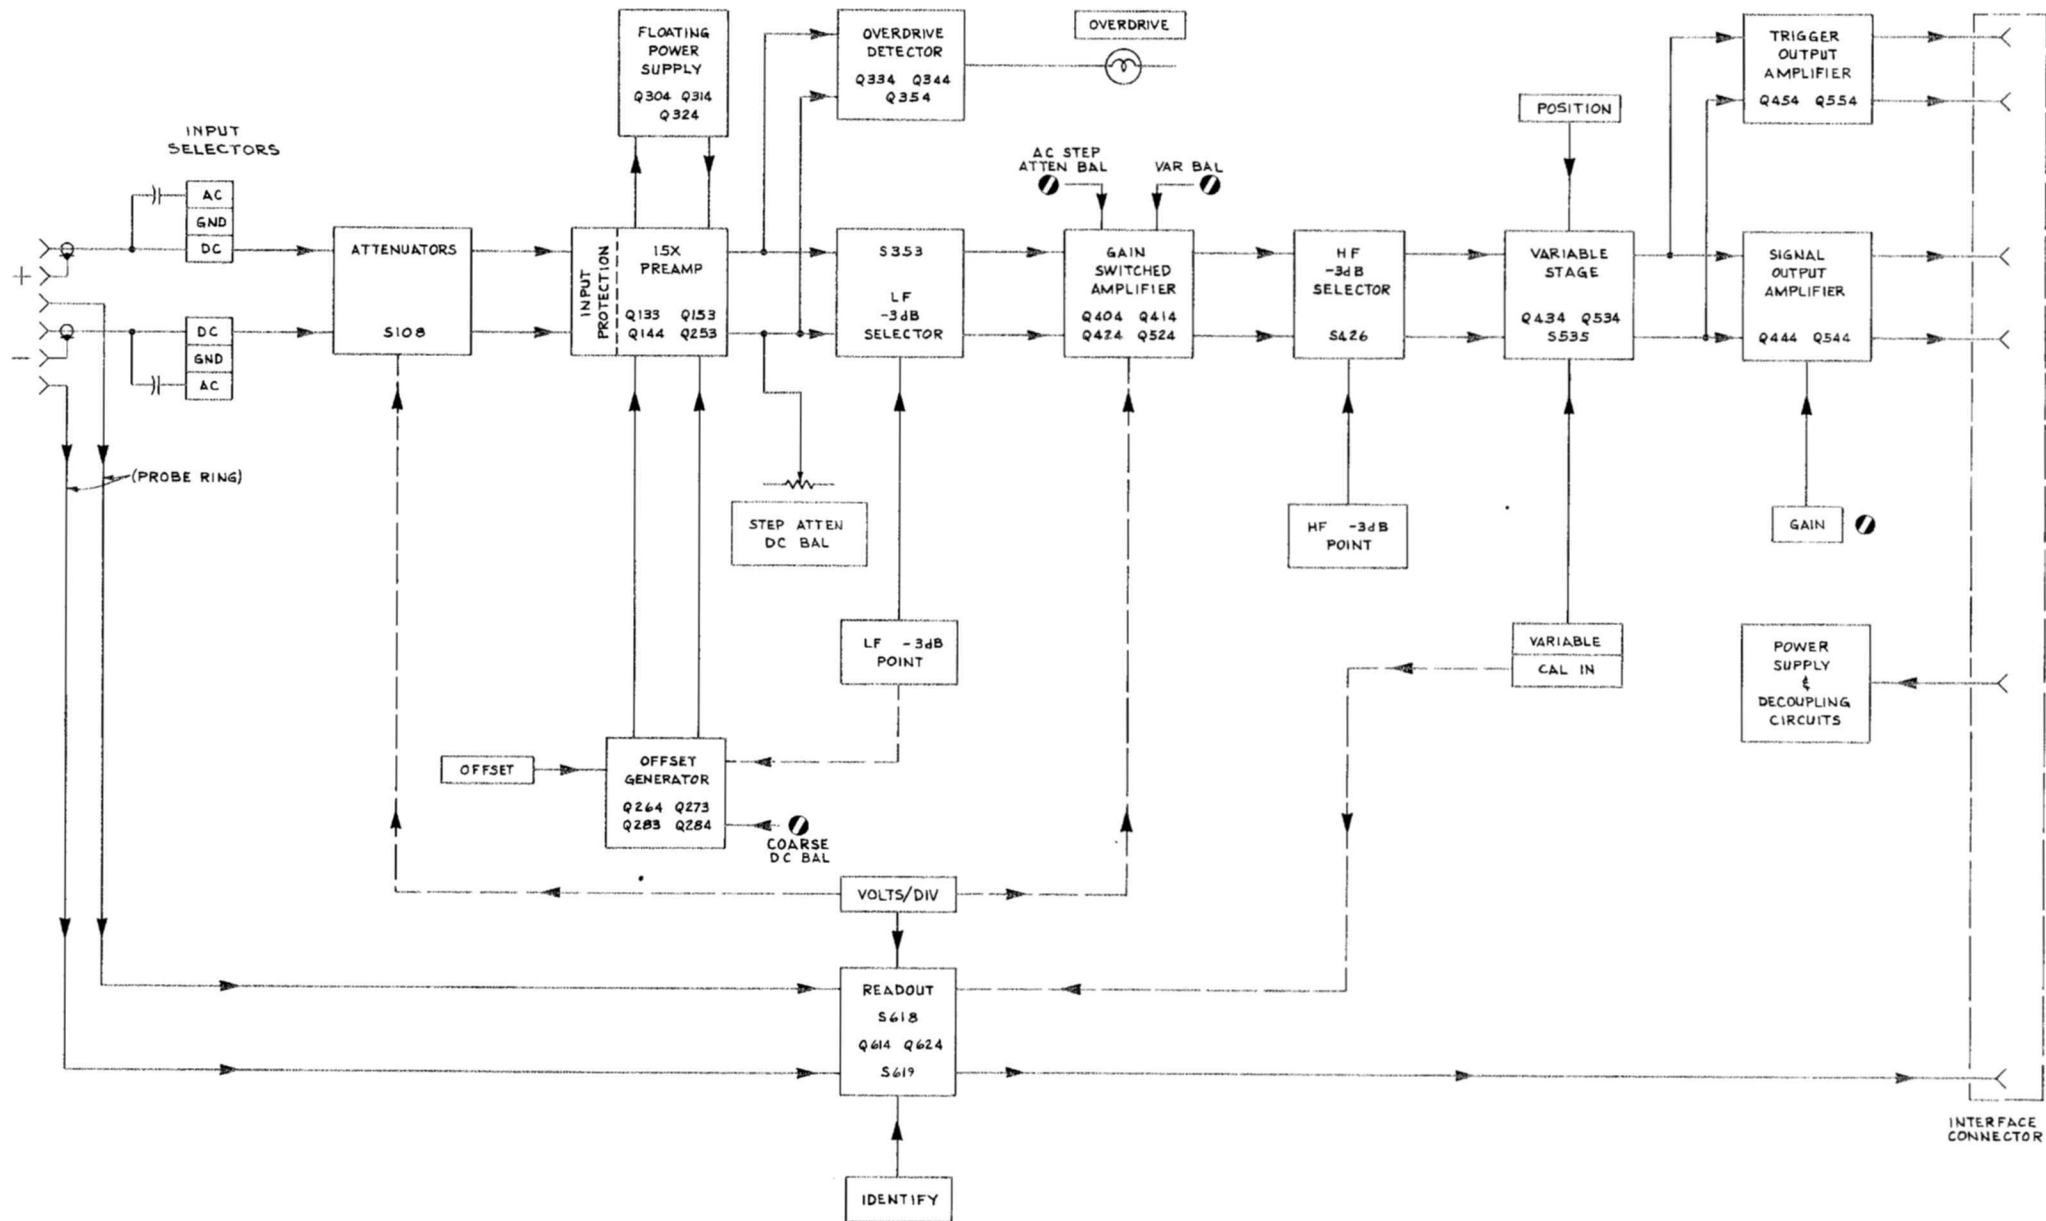 INPUT
SELECTORS
AC
GND
DC
+
DC
GND
AC
-
(PROBE RING)
ATTENUATORS
S108
FLOATING
POWER
SUPPLY
Q304 Q314
Q324
INPUT
PROTECTION
15X
PREAMP
Q133 Q153
Q144 Q253
OVERDRIVE
DETECTOR
Q334 Q344
Q354
OVERDRIVE
S353
LF
-3dB
SELECTOR
STEP ATTEN
DC BAL
LF -3dB
POINT
OFFSET
OFFSET
GENERATOR
Q264 Q273
Q283 Q284
COARSE
DC BAL
VOLTS/DIV
READOUT
S618
Q614 Q624
S619
IDENTIFY
AC STEP
ATTEN BAL
VAR BAL
GAIN
SWITCHED
AMPLIFIER
Q404 Q414
Q424 Q524
HF
-3dB
SELECTOR
S426
HF -3dB
POINT
POSITION
VARIABLE
STAGE
Q434 Q534
S535
VARIABLE
CAL IN
TRIGGER
OUTPUT
AMPLIFIER
Q454 Q554
SIGNAL
OUTPUT
AMPLIFIER
Q444 Q544
GAIN
POWER
SUPPLY
&
DECOUPLING
CIRCUITS
INTERFACE
CONNECTOR